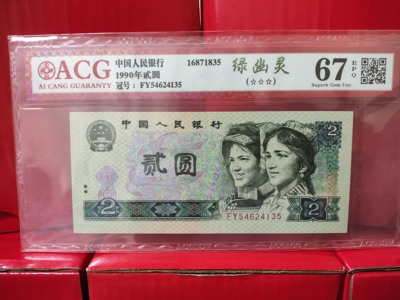 ACG
AI CANG GUARANTY
中国人民银行 16871835
1990年贰圆
冠号: FY54624135
绿幽灵
(☆☆☆)
67 EPQ
Superb Gem Unc
中国人民银行
贰圆
2
2
FY54624135